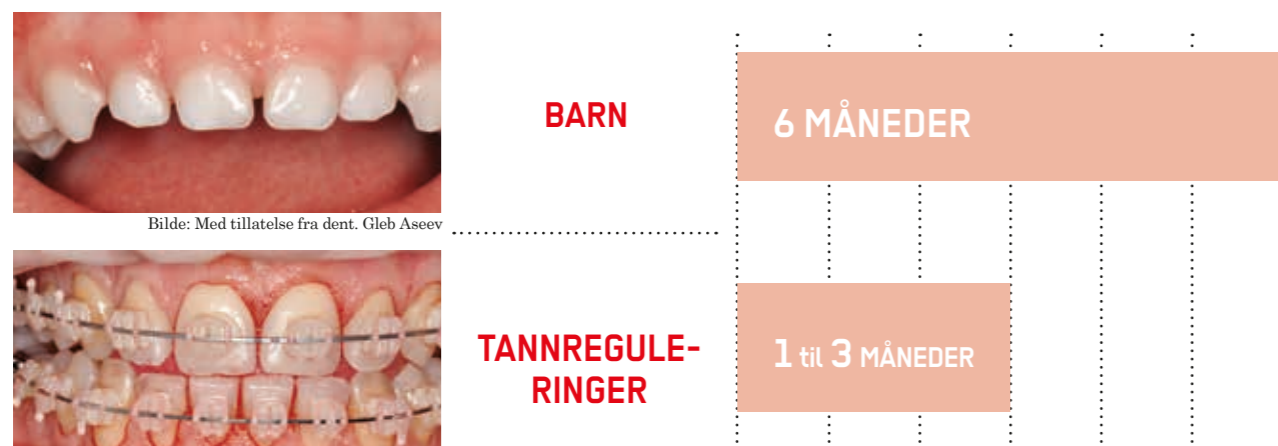 BARN
6 MÅNEDER
Bilde: Med tillatelse fra dent. Gleb Aseev
TANNREGULE-
RINGER
1 til 3 MÅNEDER